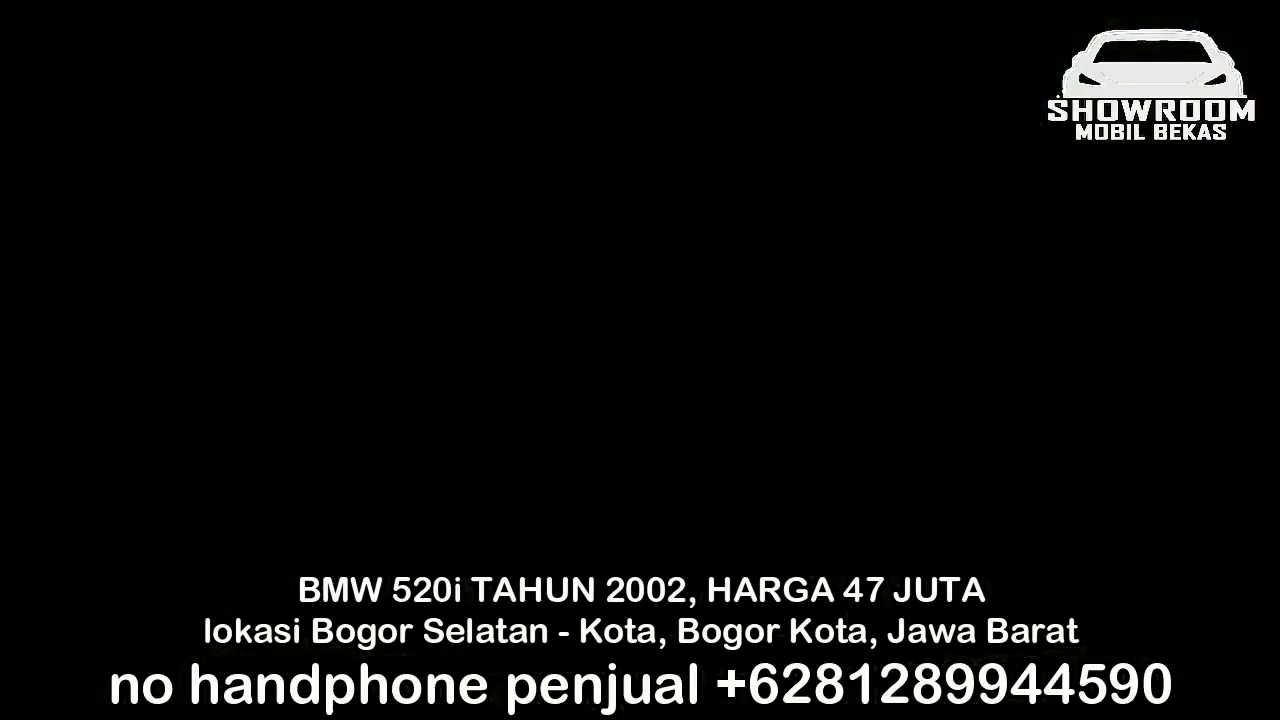 SHOWROOM
MOBIL BEKAS
BMW 520i TAHUN 2002, HARGA 47 JUTA
lokasi Bogor Selatan - Kota, Bogor Kota, Jawa Barat
no handphone penjual +6281289944590